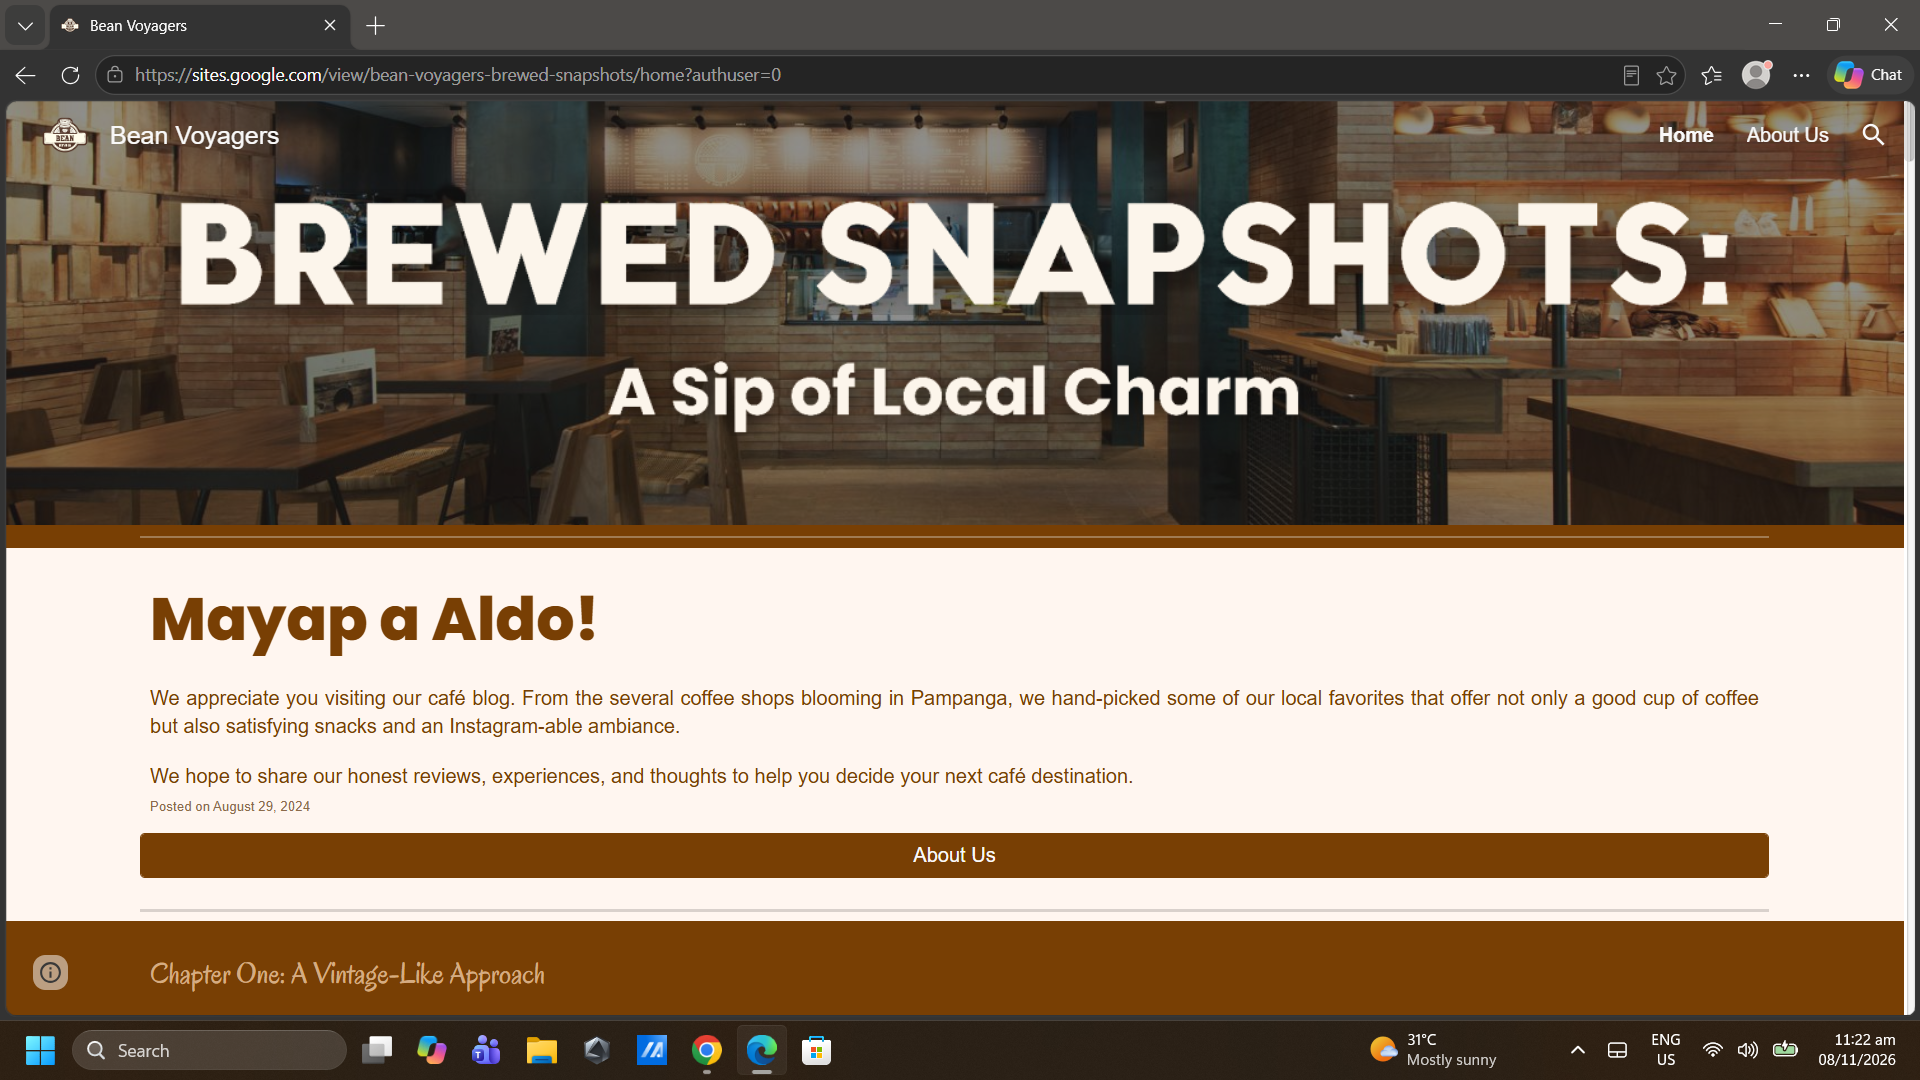 Bean Voyagers
https://sites.google.com/view/bean-voyagers-brewed-snapshots/home?authuser=0
Chat
BEAN
Bean Voyagers
Home
About Us
BREWED SNAPSHOTS:
A Sip of Local Charm
Mayap a Aldo!
We appreciate you visiting our café blog. From the several coffee shops blooming in Pampanga, we hand-picked some of our local favorites that offer not only a good cup of coffee
but also satisfying snacks and an Instagram-able ambiance.
We hope to share our honest reviews, experiences, and thoughts to help you decide your next café destination.
Posted on August 29, 2024
About Us
Chapter One: A Vintage-Like Approach
Search
31°C
Mostly sunny
ENG
US
11:22 am
08/11/2026